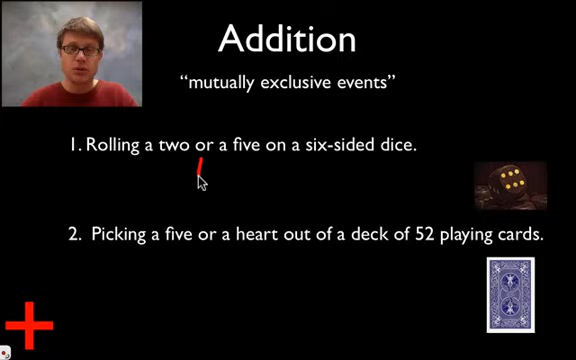 Addition
“mutually exclusive events”
1. Rolling a two or a five on a six-sided dice.
2. Picking a five or a heart out of a deck of 52 playing cards.